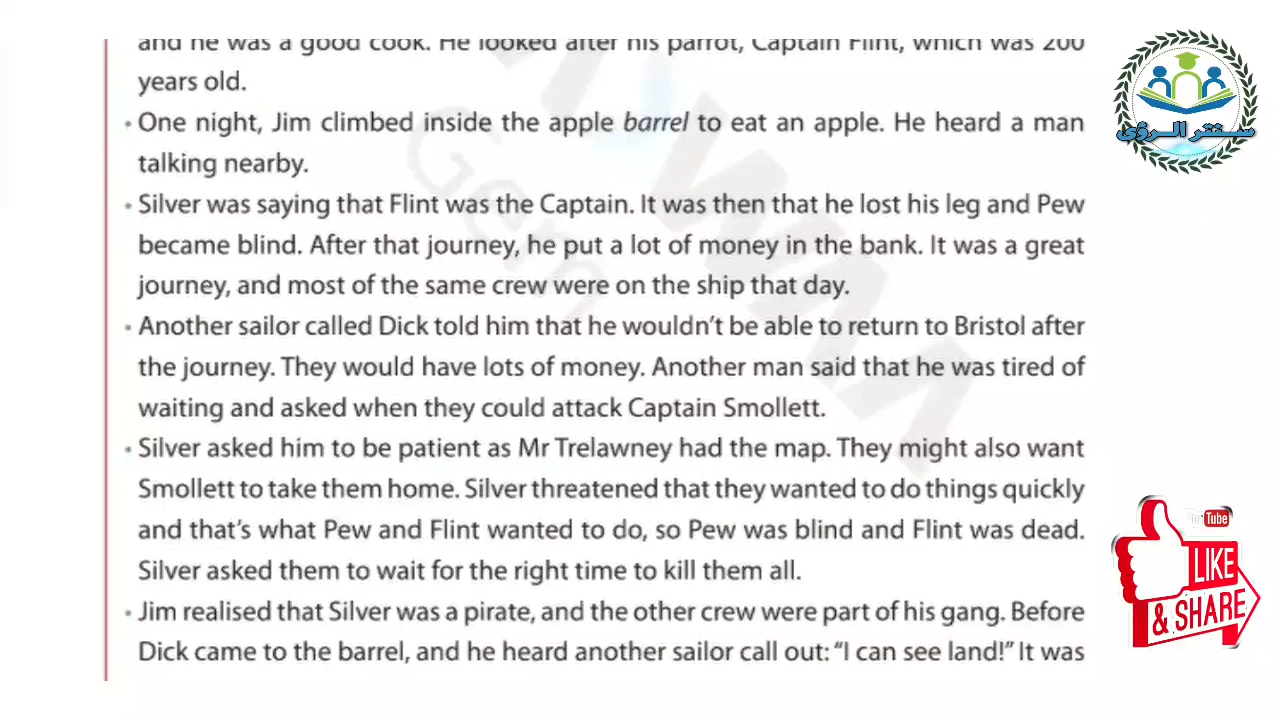 and he was a good cook. He looked after his parrot, Captain Flint, which was 200
years old.
• One night, Jim climbed inside the apple barrel to eat an apple. He heard a man
talking nearby.
• Silver was saying that Flint was the Captain. It was then that he lost his leg and Pew
became blind. After that journey, he put a lot of money in the bank. It was a great
journey, and most of the same crew were on the ship that day.
• Another sailor called Dick told him that he wouldn't be able to return to Bristol after
the journey. They would have lots of money. Another man said that he was tired of
waiting and asked when they could attack Captain Smollett.
• Silver asked him to be patient as Mr Trelawney had the map. They might also want
Smollett to take them home. Silver threatened that they wanted to do things quickly
and that's what Pew and Flint wanted to do, so Pew was blind and Flint was dead.
Silver asked them to wait for the right time to kill them all.
• Jim realised that Silver was a pirate, and the other crew were part of his gang. Before
Dick came to the barrel, and he heard another sailor call out: "I can see land!" It was
سنتر الرؤى
YouTube
LIKE
& SHARE
Gem